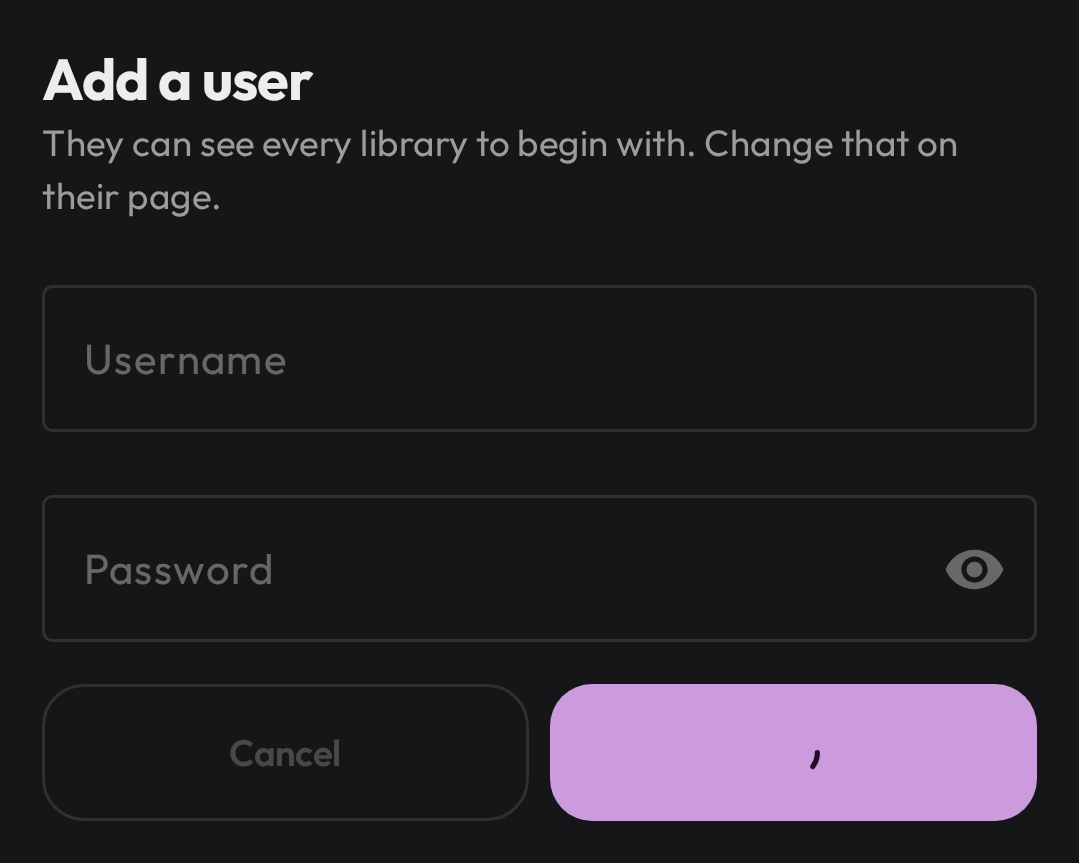 Add a user
They can see every library to begin with. Change that on
their page.
Username
Password
Cancel